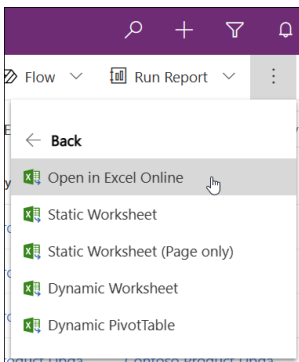 Flow
Run Report
Back
Open in Excel Online
Static Worksheet
Static Worksheet (Page only)
Dynamic Worksheet
Dynamic PivotTable